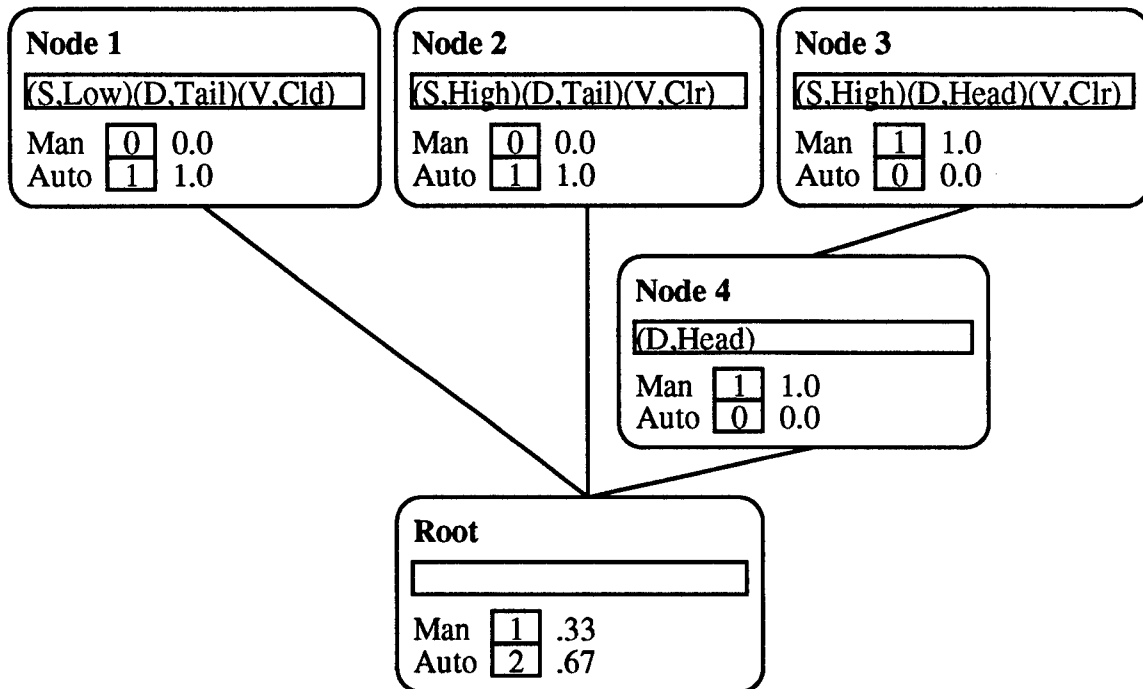 Node 1
(S,Low)(D,Tail)(V,Cld)
Man 0 0.0
Auto 1 1.0
Node 2
(S,High)(D,Tail)(V,Clr)
Man 0 0.0
Auto 1 1.0
Node 3
(S,High)(D,Head)(V,Clr)
Man 1 1.0
Auto 0 0.0
Node 4
(D,Head)
Man 1 1.0
Auto 0 0.0
Root
Man 1 .33
Auto 2 .67